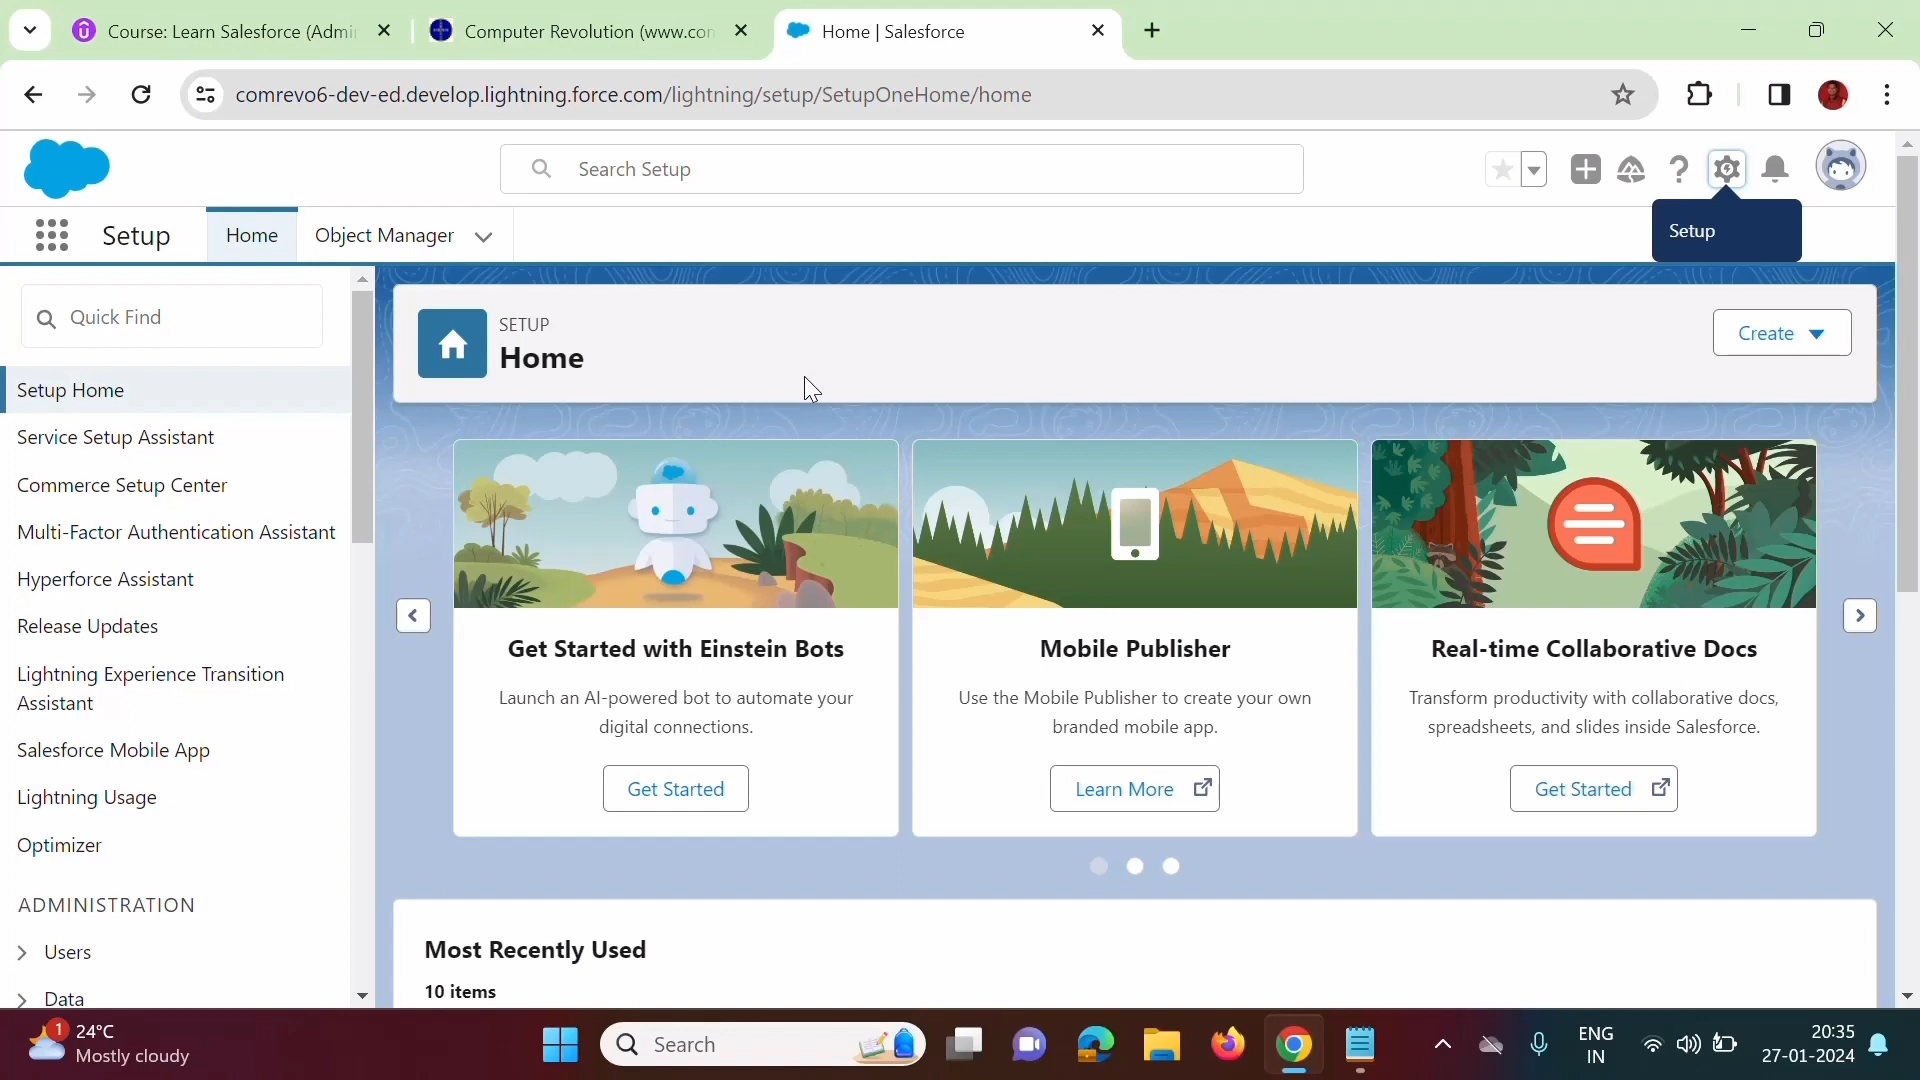 Course: Learn Salesforce (Admi
Computer Revolution (www.con
Home | Salesforce
comrevo6-dev-ed.develop.lightning.force.com/lightning/setup/SetupOneHome/home
Search Setup
Setup
Home
Object Manager
Setup
Quick Find
SETUP
Home
Create
Setup Home
Service Setup Assistant
Commerce Setup Center
Multi-Factor Authentication Assistant
Hyperforce Assistant
Release Updates
Lightning Experience Transition
Assistant
Salesforce Mobile App
Lightning Usage
Optimizer
ADMINISTRATION
Users
Data
Get Started with Einstein Bots
Launch an AI-powered bot to automate your
digital connections.
Get Started
Mobile Publisher
Use the Mobile Publisher to create your own
branded mobile app.
Learn More
Real-time Collaborative Docs
Transform productivity with collaborative docs,
spreadsheets, and slides inside Salesforce.
Get Started
Most Recently Used
10 items
1
24°C
Mostly cloudy
Search
ENG
IN
20:35
27-01-2024